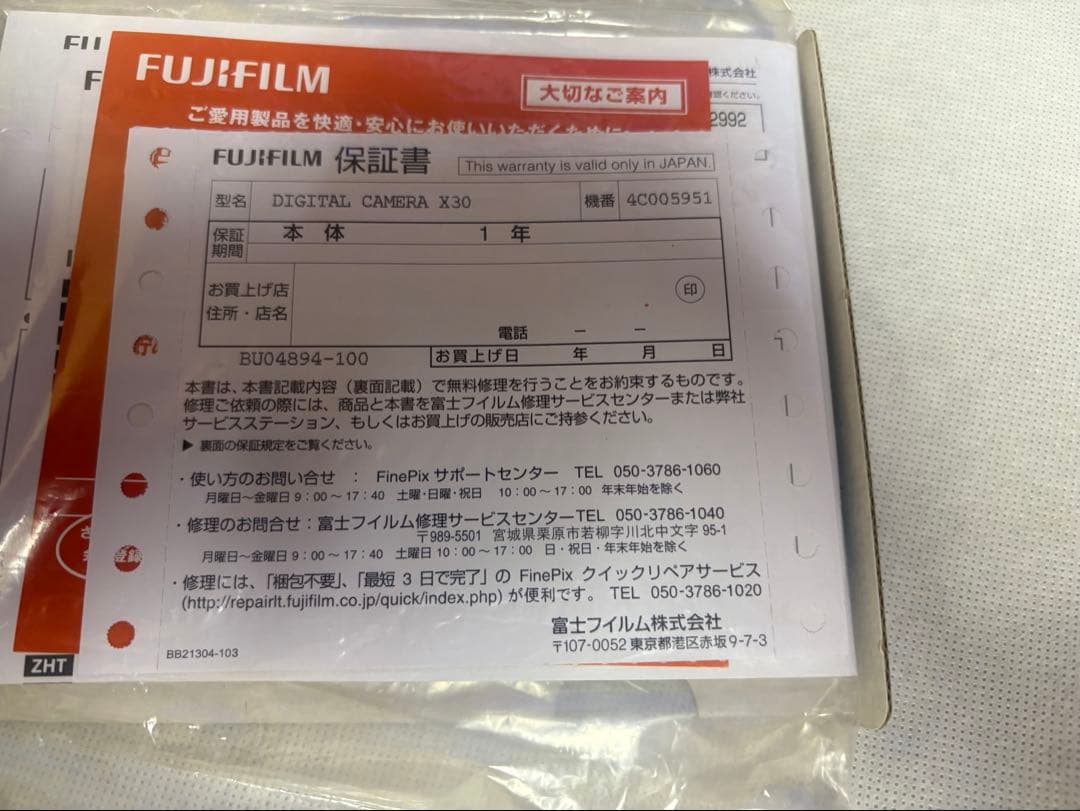 FUJIFILM
大切なご案内
株式会社
ご愛用製品を快適・安心にお使いいただくために
2992
FUJIFILM 保証書 This warranty is valid only in JAPAN.
型名 DIGITAL CAMERA X30 機番 4C005951
保証期間 本体 1年
お買上げ店
住所・店名 印
電話 － －
BU04894-100 お買上げ日 年 月 日
本書は、本書記載内容（裏面記載）で無料修理を行うことをお約束するものです。
修理ご依頼の際には、商品と本書を富士フイルム修理サービスセンターまたは弊社
サービスステーション、もしくはお買上げの販売店にご持参ください。
▶ 裏面の保証規定をご覧ください。
・使い方のお問い合せ ： FinePix サポートセンター TEL 050-3786-1060
月曜日～金曜日 9：00～17：40 土曜・日曜・祝日 10：00～17：00 年末年始を除く
・修理のお問合せ：富士フイルム修理サービスセンターTEL 050-3786-1040
〒989-5501 宮城県栗原市若柳字川北中文字 95-1
月曜日～金曜日 9：00～17：40 土曜日 10：00～17：00 日・祝日・年末年始を除く
・修理には、「梱包不要」、「最短 3 日で完了」の FinePix クイックリペアサービス
(http://repairlt.fujifilm.co.jp/quick/index.php) が便利です。 TEL 050-3786-1020
富士フイルム株式会社
〒107-0052 東京都港区赤坂 9-7-3
BB21304-103
ZHT